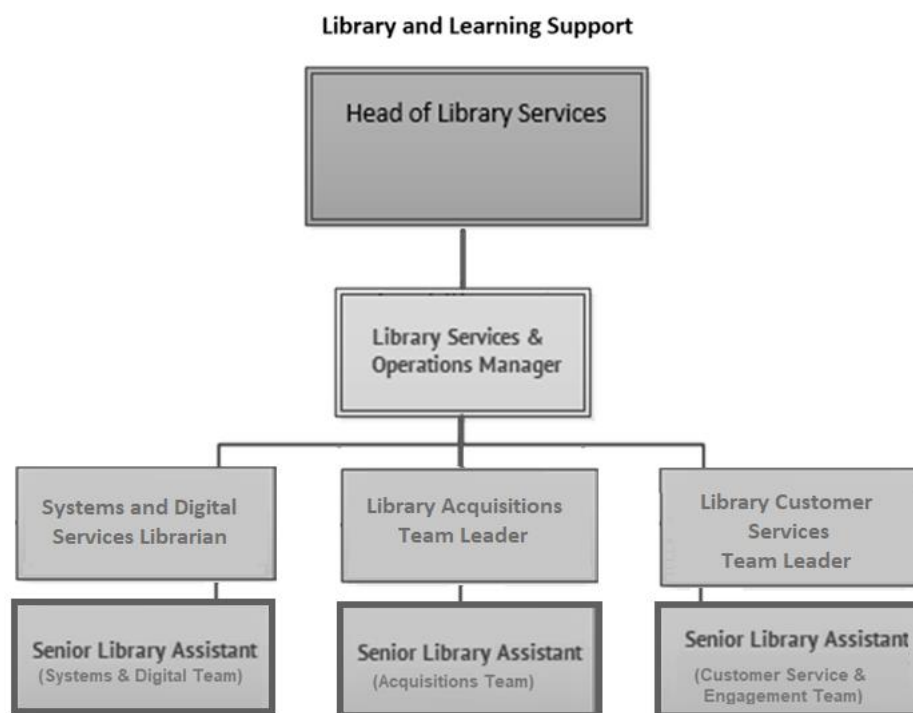 Library and Learning Support
Head of Library Services
Library Services &
Operations Manager
Systems and Digital
Services Librarian
Library Acquisitions
Team Leader
Library Customer
Services
Team Leader
Senior Library Assistant
(Systems & Digital Team)
Senior Library Assistant
(Acquisitions Team)
Senior Library Assistant
(Customer Service &
Engagement Team)